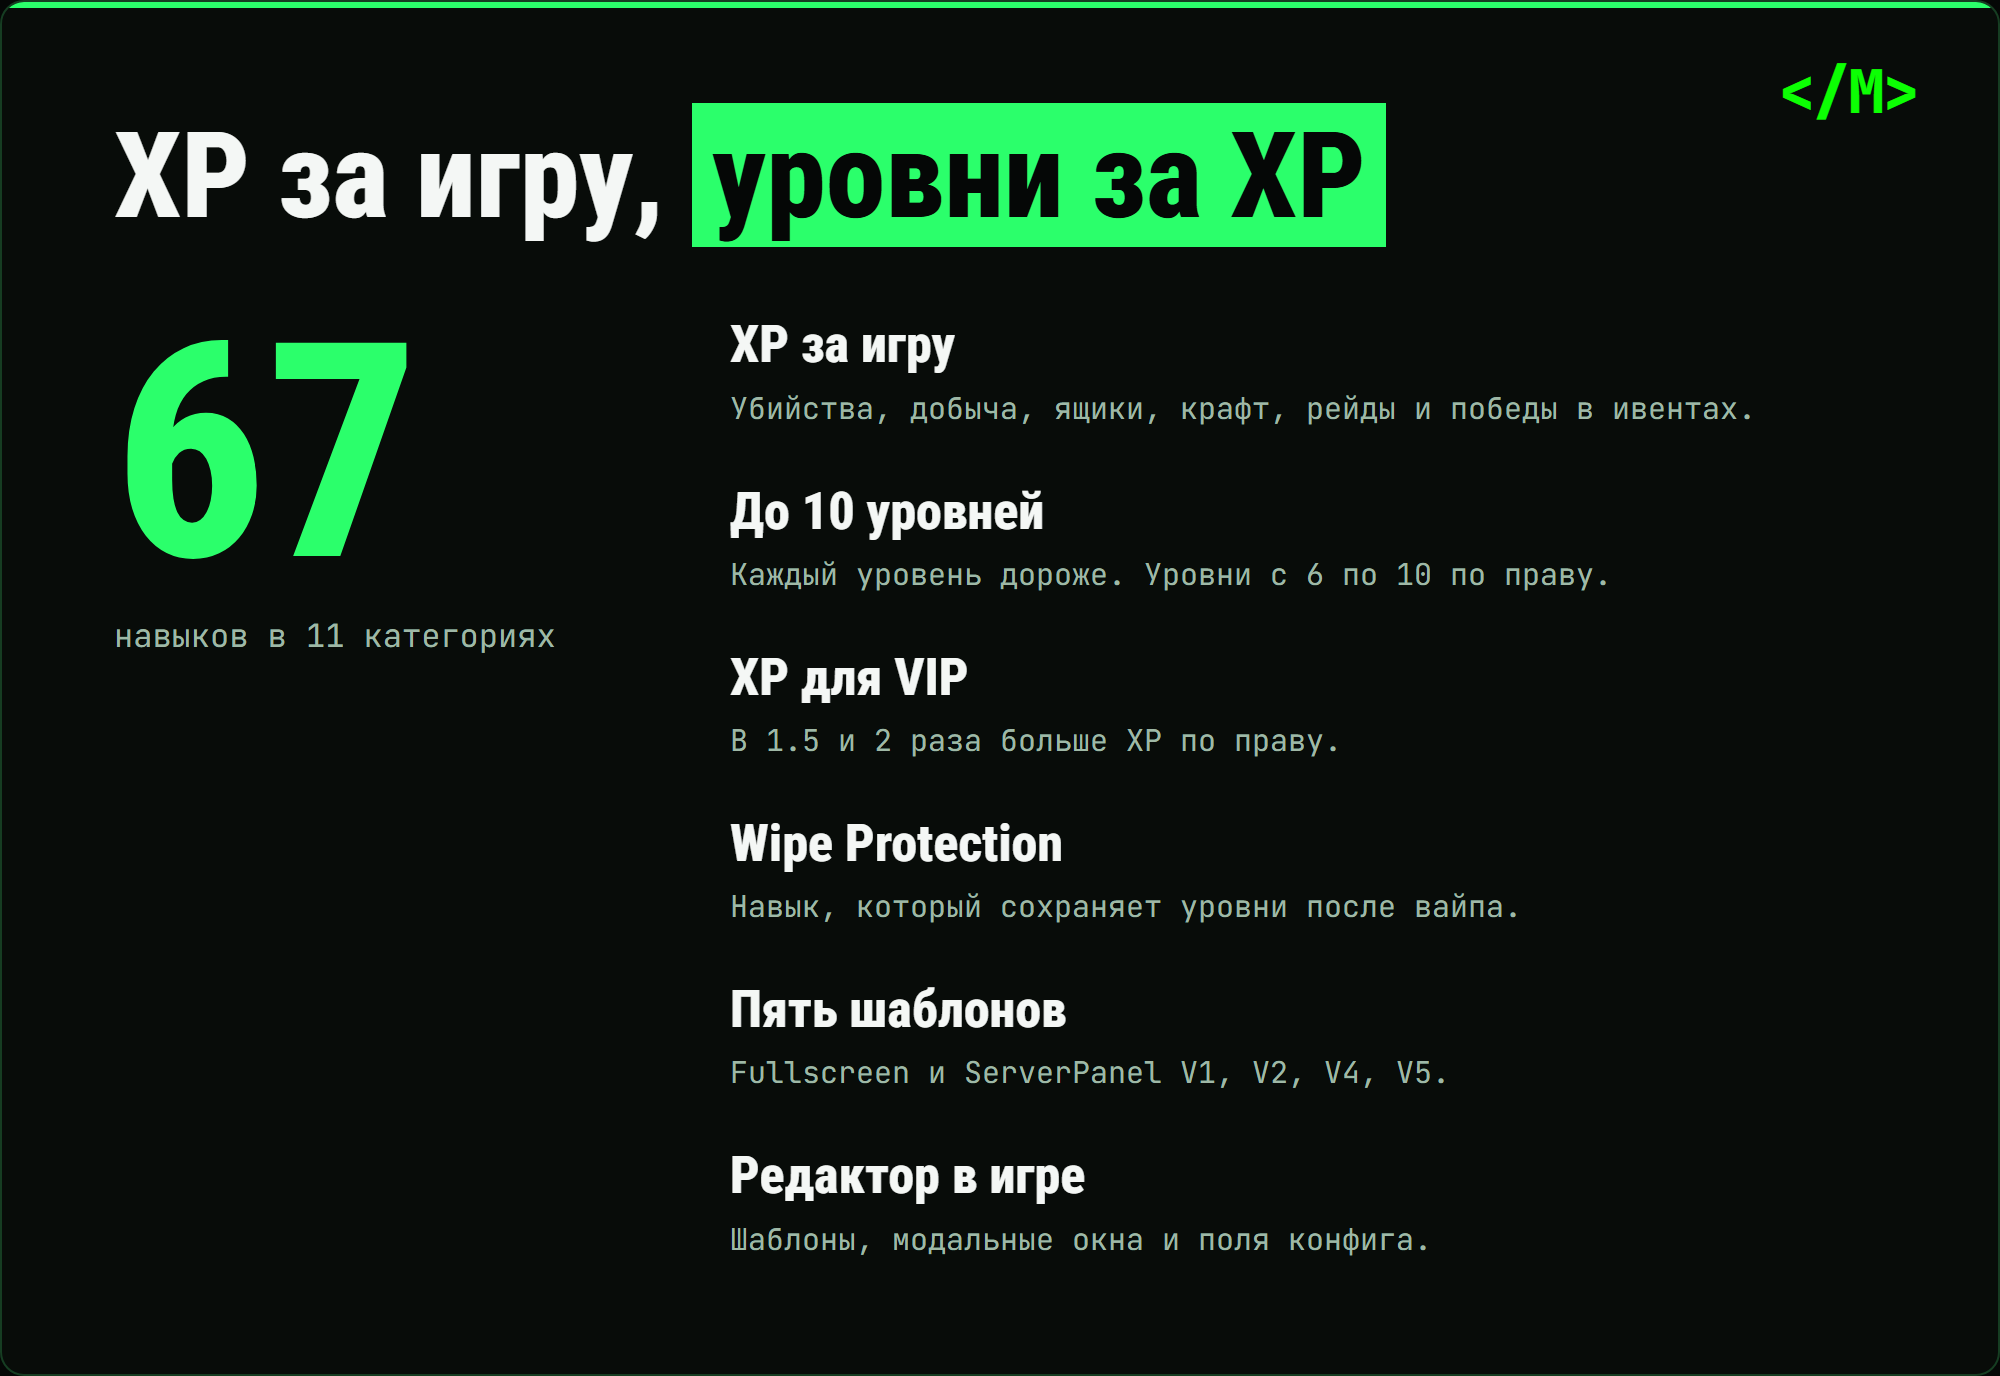 </M>
XP за игру, уровни за XP
67
навыков в 11 категориях
XP за игру
Убийства, добыча, ящики, крафт, рейды и победы в ивентах.
До 10 уровней
Каждый уровень дороже. Уровни с 6 по 10 по праву.
XP для VIP
В 1.5 и 2 раза больше XP по праву.
Wipe Protection
Навык, который сохраняет уровни после вайпа.
Пять шаблонов
Fullscreen и ServerPanel V1, V2, V4, V5.
Редактор в игре
Шаблоны, модальные окна и поля конфига.